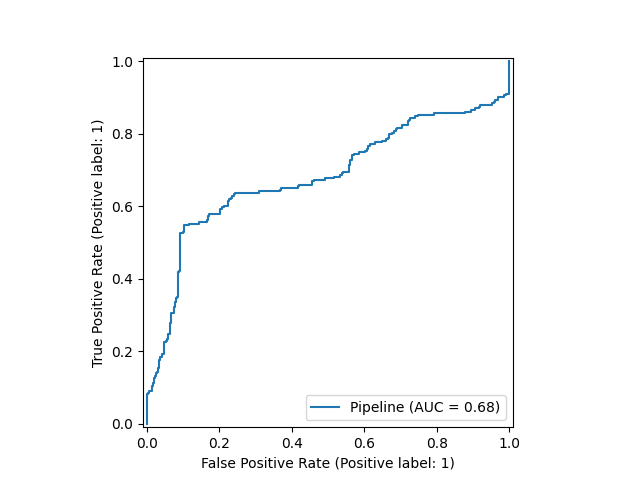 1.0
0.8
0.6
0.4
0.2
0.0
True Positive Rate (Positive label: 1)
Pipeline (AUC = 0.68)
0.0 0.2 0.4 0.6 0.8 1.0
False Positive Rate (Positive label: 1)